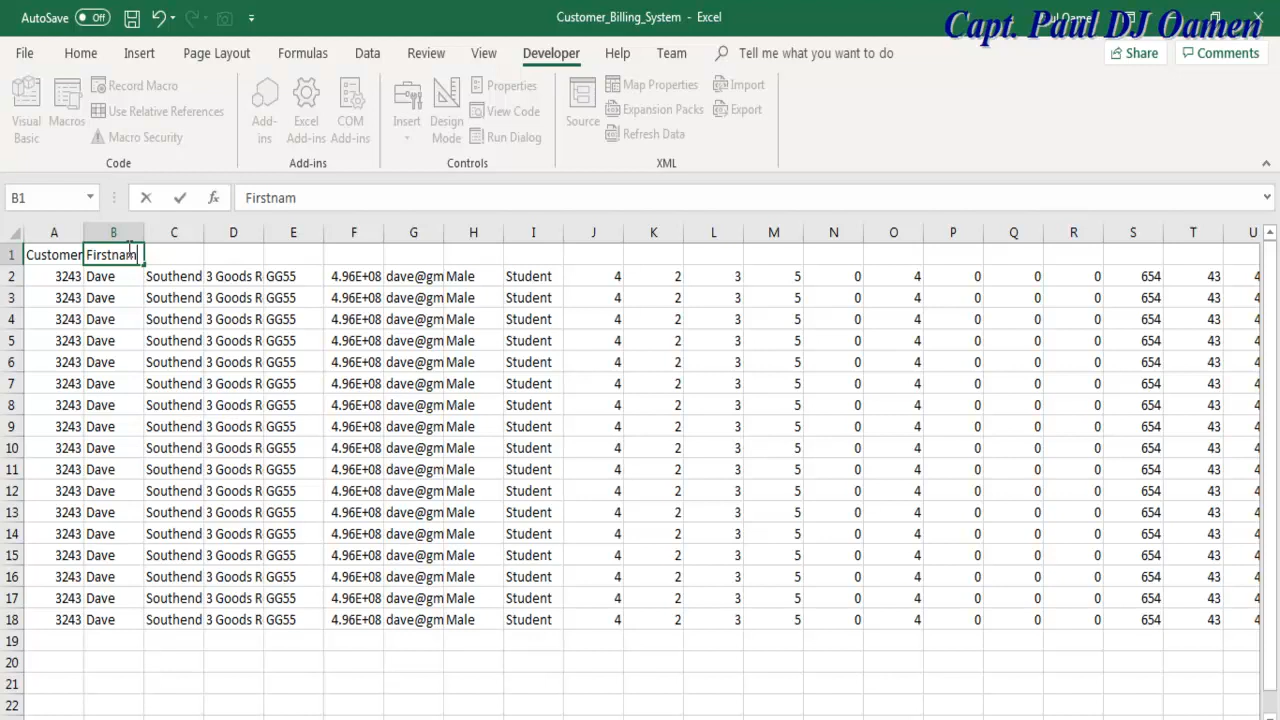 AutoSave Off Customer_Billing_System - Excel
Capt. Paul DJ Oamen
File Home Insert Page Layout Formulas Data Review View Developer Help Team Tell me what you want to do Share Comments
Visual Basic Macros Record Macro Use Relative References Macro Security
Add-ins Excel Add-ins COM Add-ins
Insert Design Mode Properties View Code Run Dialog
Source Map Properties Expansion Packs Refresh Data Import Export
Code Add-ins Controls XML
B1 fx Firstnam
A B C D E F G H I J K L M N O P Q R S T U
1 Customer Firstnam
2 3243 Dave Southend 3 Goods R GG55 4.96E+08 dave@gm Male Student 4 2 3 5 0 4 0 0 0 654 43 4
3 3243 Dave Southend 3 Goods R GG55 4.96E+08 dave@gm Male Student 4 2 3 5 0 4 0 0 0 654 43 4
4 3243 Dave Southend 3 Goods R GG55 4.96E+08 dave@gm Male Student 4 2 3 5 0 4 0 0 0 654 43 4
5 3243 Dave Southend 3 Goods R GG55 4.96E+08 dave@gm Male Student 4 2 3 5 0 4 0 0 0 654 43 4
6 3243 Dave Southend 3 Goods R GG55 4.96E+08 dave@gm Male Student 4 2 3 5 0 4 0 0 0 654 43 4
7 3243 Dave Southend 3 Goods R GG55 4.96E+08 dave@gm Male Student 4 2 3 5 0 4 0 0 0 654 43 4
8 3243 Dave Southend 3 Goods R GG55 4.96E+08 dave@gm Male Student 4 2 3 5 0 4 0 0 0 654 43 4
9 3243 Dave Southend 3 Goods R GG55 4.96E+08 dave@gm Male Student 4 2 3 5 0 4 0 0 0 654 43 4
10 3243 Dave Southend 3 Goods R GG55 4.96E+08 dave@gm Male Student 4 2 3 5 0 4 0 0 0 654 43 4
11 3243 Dave Southend 3 Goods R GG55 4.96E+08 dave@gm Male Student 4 2 3 5 0 4 0 0 0 654 43 4
12 3243 Dave Southend 3 Goods R GG55 4.96E+08 dave@gm Male Student 4 2 3 5 0 4 0 0 0 654 43 4
13 3243 Dave Southend 3 Goods R GG55 4.96E+08 dave@gm Male Student 4 2 3 5 0 4 0 0 0 654 43 4
14 3243 Dave Southend 3 Goods R GG55 4.96E+08 dave@gm Male Student 4 2 3 5 0 4 0 0 0 654 43 4
15 3243 Dave Southend 3 Goods R GG55 4.96E+08 dave@gm Male Student 4 2 3 5 0 4 0 0 0 654 43 4
16 3243 Dave Southend 3 Goods R GG55 4.96E+08 dave@gm Male Student 4 2 3 5 0 4 0 0 0 654 43 4
17 3243 Dave Southend 3 Goods R GG55 4.96E+08 dave@gm Male Student 4 2 3 5 0 4 0 0 0 654 43 4
18 3243 Dave Southend 3 Goods R GG55 4.96E+08 dave@gm Male Student 4 2 3 5 0 4 0 0 0 654 43 4
19
20
21
22